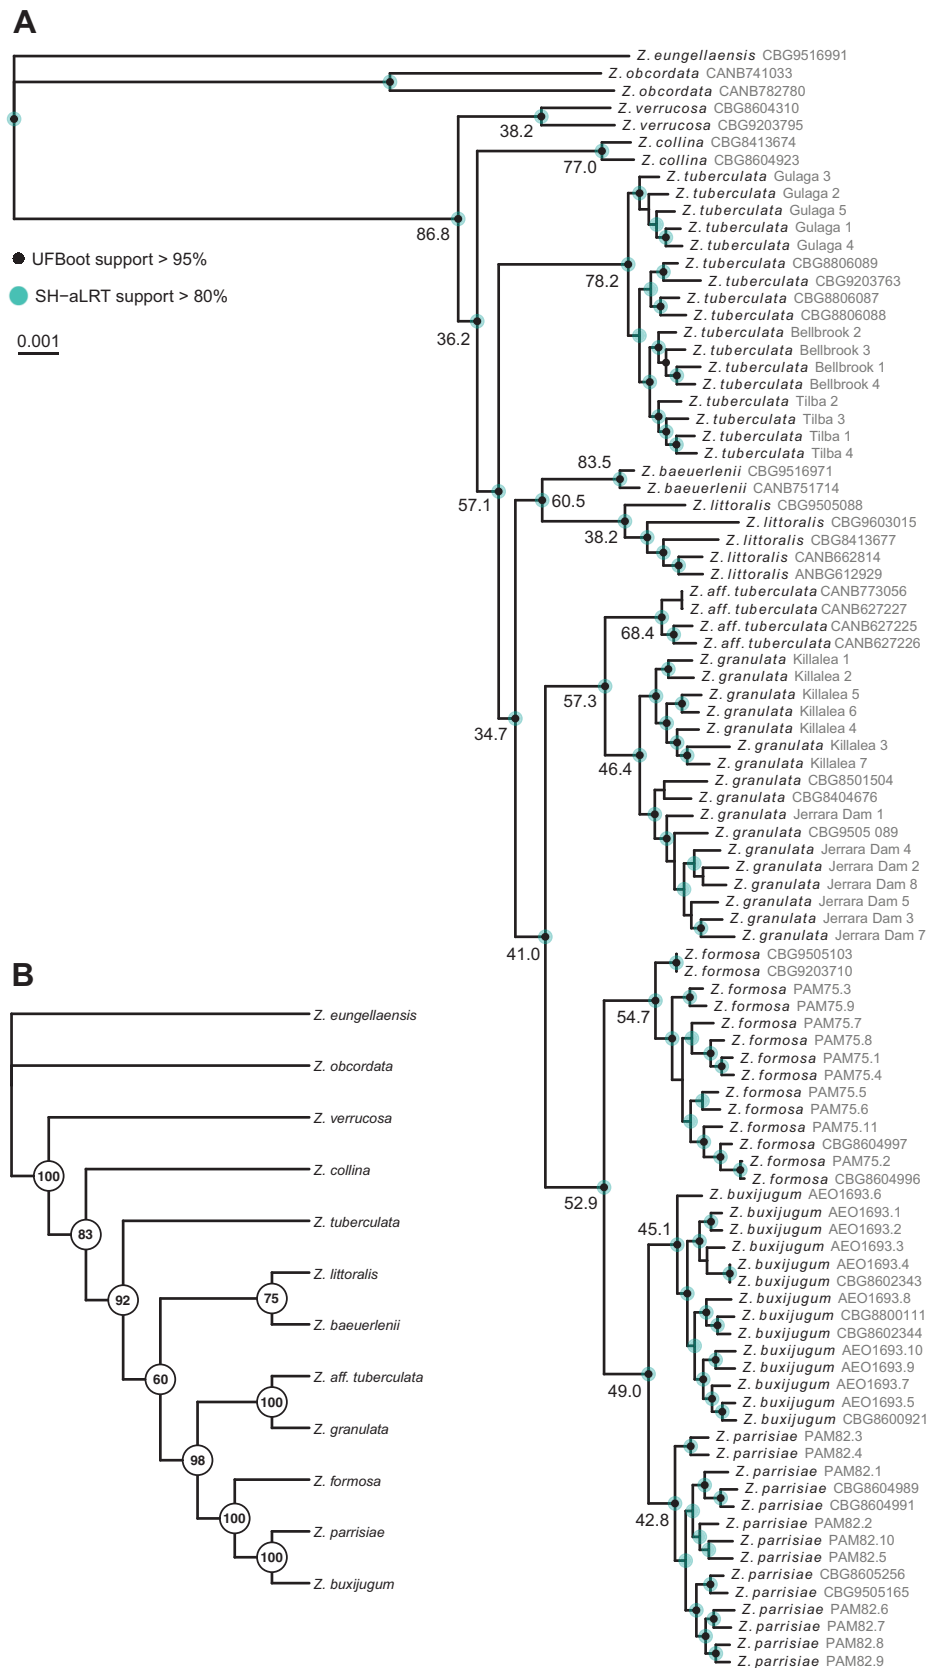 A
Z. eungellaensis CBG9516991
Z. obcordata CANB741033
Z. obcordata CANB782780
Z. verrucosa CBG8604310
Z. verrucosa CBG9203795
38.2
Z. collina CBG8413674
Z. collina CBG8604923
77.0
Z. tuberculata Gulaga 3
Z. tuberculata Gulaga 2
Z. tuberculata Gulaga 5
Z. tuberculata Gulaga 1
Z. tuberculata Gulaga 4
86.8
UFBoot support > 95%
Z. tuberculata CBG8806089
78.2
Z. tuberculata CBG9203763
SH−aLRT support > 80%
Z. tuberculata CBG8806087
Z. tuberculata CBG8806088
Z. tuberculata Bellbrook 2
36.2
0.001
Z. tuberculata Bellbrook 3
Z. tuberculata Bellbrook 1
Z. tuberculata Bellbrook 4
Z. tuberculata Tilba 2
Z. tuberculata Tilba 3
Z. tuberculata Tilba 1
Z. tuberculata Tilba 4
83.5
Z. baeuerlenii CBG9516971
Z. baeuerlenii CANB751714
57.1
60.5
Z. littoralis CBG9505088
Z. littoralis CBG9603015
38.2
Z. littoralis CBG8413677
Z. littoralis CANB662814
Z. littoralis ANBG612929
Z. aff. tuberculata CANB773056
Z. aff. tuberculata CANB627227
Z. aff. tuberculata CANB627225
68.4
Z. aff. tuberculata CANB627226
Z. granulata Killalea 1
Z. granulata Killalea 2
57.3
Z. granulata Killalea 5
Z. granulata Killalea 6
Z. granulata Killalea 4
34.7
Z. granulata Killalea 3
Z. granulata Killalea 7
46.4
Z. granulata CBG8501504
Z. granulata CBG8404676
Z. granulata Jerrara Dam 1
Z. granulata CBG9505 089
Z. granulata Jerrara Dam 4
Z. granulata Jerrara Dam 2
Z. granulata Jerrara Dam 8
Z. granulata Jerrara Dam 5
Z. granulata Jerrara Dam 3
Z. granulata Jerrara Dam 7
41.0
Z. formosa CBG9505103
Z. formosa CBG9203710
Z. formosa PAM75.3
Z. formosa PAM75.9
54.7
Z. formosa PAM75.7
Z. formosa PAM75.8
Z. formosa PAM75.1
Z. formosa PAM75.4
Z. formosa PAM75.5
Z. formosa PAM75.6
Z. formosa PAM75.11
Z. formosa CBG8604997
Z. formosa PAM75.2
Z. formosa CBG8604996
52.9
Z. buxijugum AEO1693.6
Z. buxijugum AEO1693.1
45.1
Z. buxijugum AEO1693.2
Z. buxijugum AEO1693.3
Z. buxijugum AEO1693.4
Z. buxijugum CBG8602343
Z. buxijugum AEO1693.8
Z. buxijugum CBG8800111
Z. buxijugum CBG8602344
Z. buxijugum AEO1693.10
Z. buxijugum AEO1693.9
49.0
Z. buxijugum AEO1693.7
Z. buxijugum AEO1693.5
Z. buxijugum CBG8600921
Z. parrisiae PAM82.3
Z. parrisiae PAM82.4
Z. parrisiae PAM82.1
Z. parrisiae CBG8604989
Z. parrisiae CBG8604991
42.8
Z. parrisiae PAM82.2
Z. parrisiae PAM82.10
Z. parrisiae PAM82.5
Z. parrisiae CBG8605256
Z. parrisiae CBG9505165
Z. parrisiae PAM82.6
Z. parrisiae PAM82.7
Z. parrisiae PAM82.8
Z. parrisiae PAM82.9
B
Z. eungellaensis
Z. obcordata
Z. verrucosa
100
Z. collina
83
Z. tuberculata
92
Z. littoralis
75
Z. baeuerlenii
60
Z. aff. tuberculata
100
Z. granulata
98
Z. formosa
100
Z. parrisiae
100
Z. buxijugum